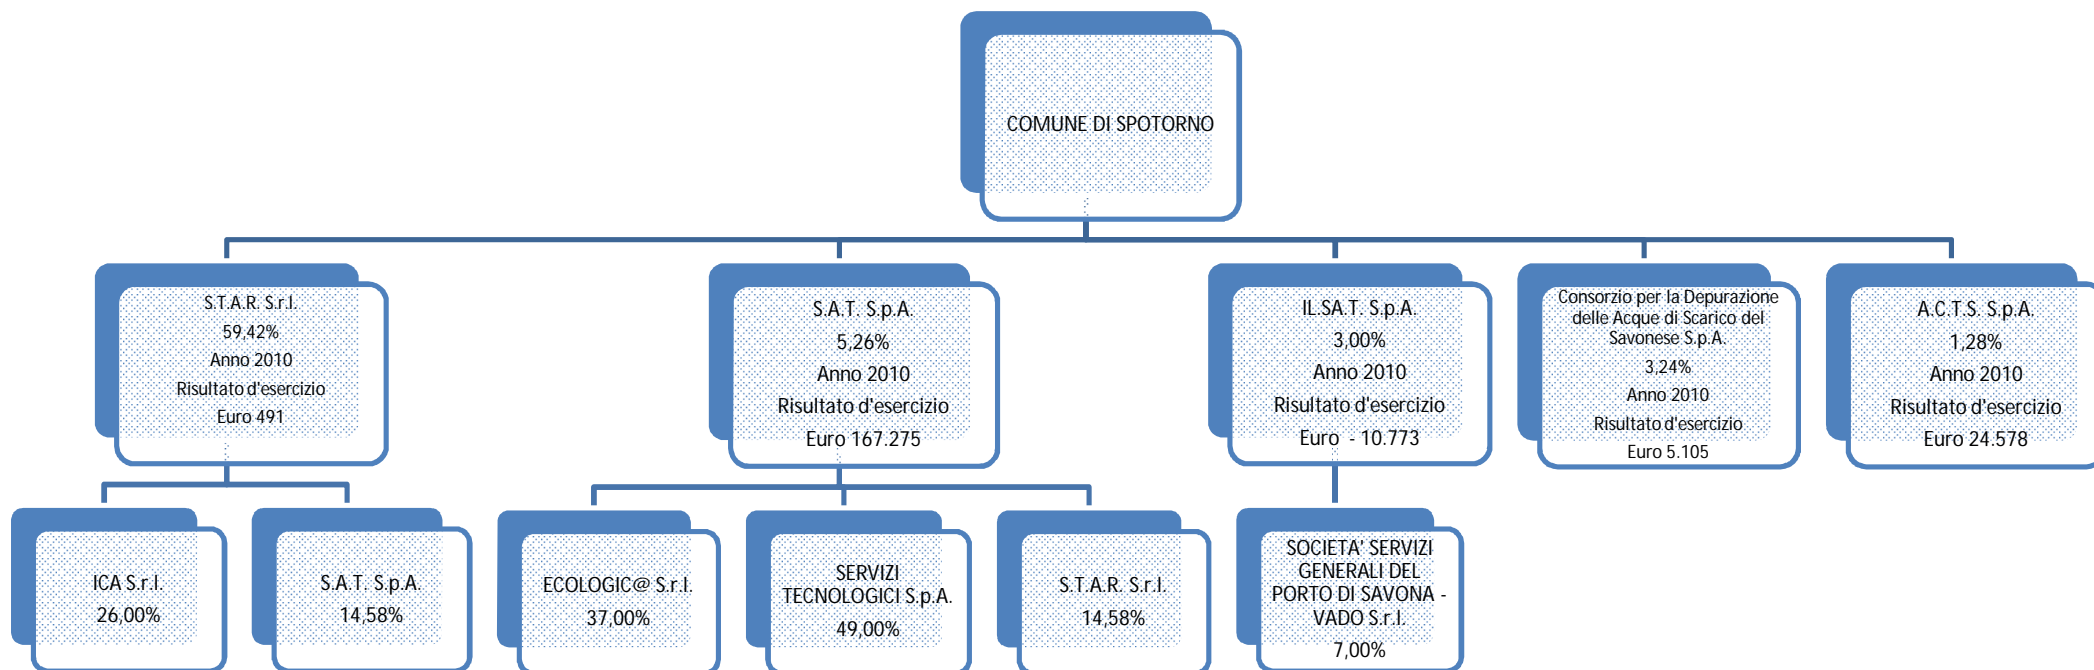 COMUNE DI SPOTORNO
S.T.A.R. S.r.l.
59,42%
Anno 2010
Risultato d'esercizio
Euro 491
S.A.T. S.p.A.
5,26%
Anno 2010
Risultato d'esercizio
Euro 167.275
IL.SA.T. S.p.A.
3,00%
Anno 2010
Risultato d'esercizio
Euro - 10.773
Consorzio per la Depurazione
delle Acque di Scarico del
Savonese S.p.A.
3,24%
Anno 2010
Risultato d'esercizio
Euro 5.105
A.C.T.S. S.p.A.
1,28%
Anno 2010
Risultato d'esercizio
Euro 24.578
ICA S.r.l.
26,00%
S.A.T. S.p.A.
14,58%
ECOLOGIC@ S.r.l.
37,00%
SERVIZI
TECNOLOGICI S.p.A.
49,00%
S.T.A.R. S.r.l.
14,58%
SOCIETA' SERVIZI
GENERALI DEL
PORTO DI SAVONA -
VADO S.r.l.
7,00%